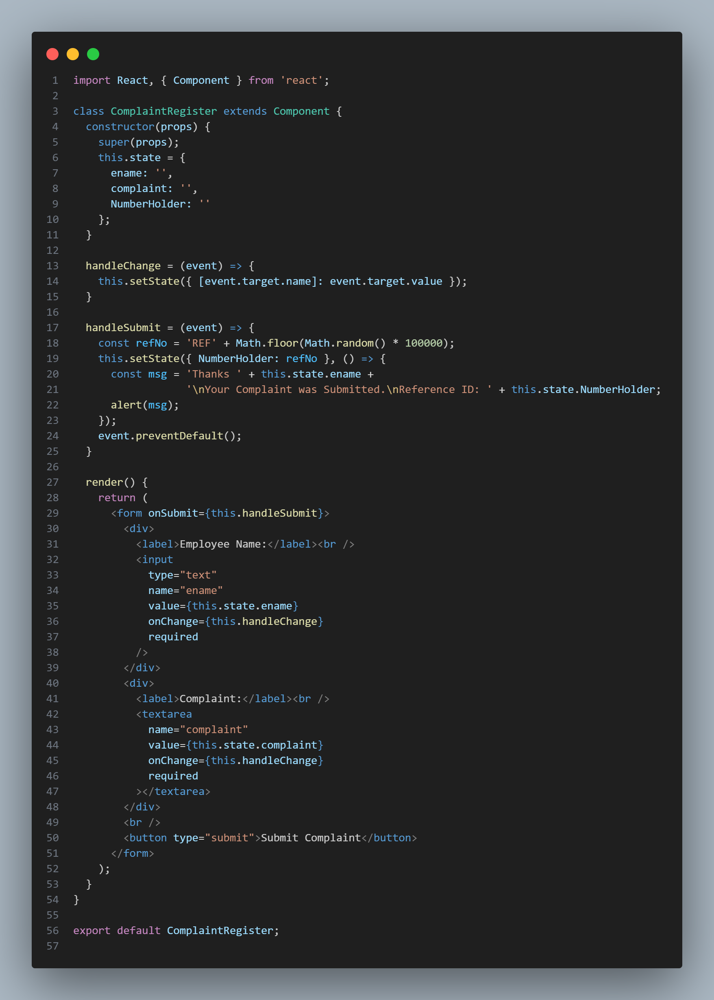 1 import React, { Component } from 'react';
2
3 class ComplaintRegister extends Component {
4   constructor(props) {
5     super(props);
6     this.state = {
7       ename: '',
8       complaint: '',
9       NumberHolder: ''
10     };
11   }
12
13   handleChange = (event) => {
14     this.setState({ [event.target.name]: event.target.value });
15   }
16
17   handleSubmit = (event) => {
18     const refNo = 'REF' + Math.floor(Math.random() * 100000);
19     this.setState({ NumberHolder: refNo }, () => {
20       const msg = 'Thanks ' + this.state.ename +
21                   '\nYour Complaint was Submitted.\nReference ID: ' + this.state.NumberHolder;
22       alert(msg);
23     });
24     event.preventDefault();
25   }
26
27   render() {
28     return (
29       <form onSubmit={this.handleSubmit}>
30         <div>
31           <label>Employee Name:</label><br />
32           <input
33             type="text"
34             name="ename"
35             value={this.state.ename}
36             onChange={this.handleChange}
37             required
38           />
39         </div>
40         <div>
41           <label>Complaint:</label><br />
42           <textarea
43             name="complaint"
44             value={this.state.complaint}
45             onChange={this.handleChange}
46             required
47           ></textarea>
48         </div>
49         <br />
50         <button type="submit">Submit Complaint</button>
51       </form>
52     );
53   }
54 }
55
56 export default ComplaintRegister;
57